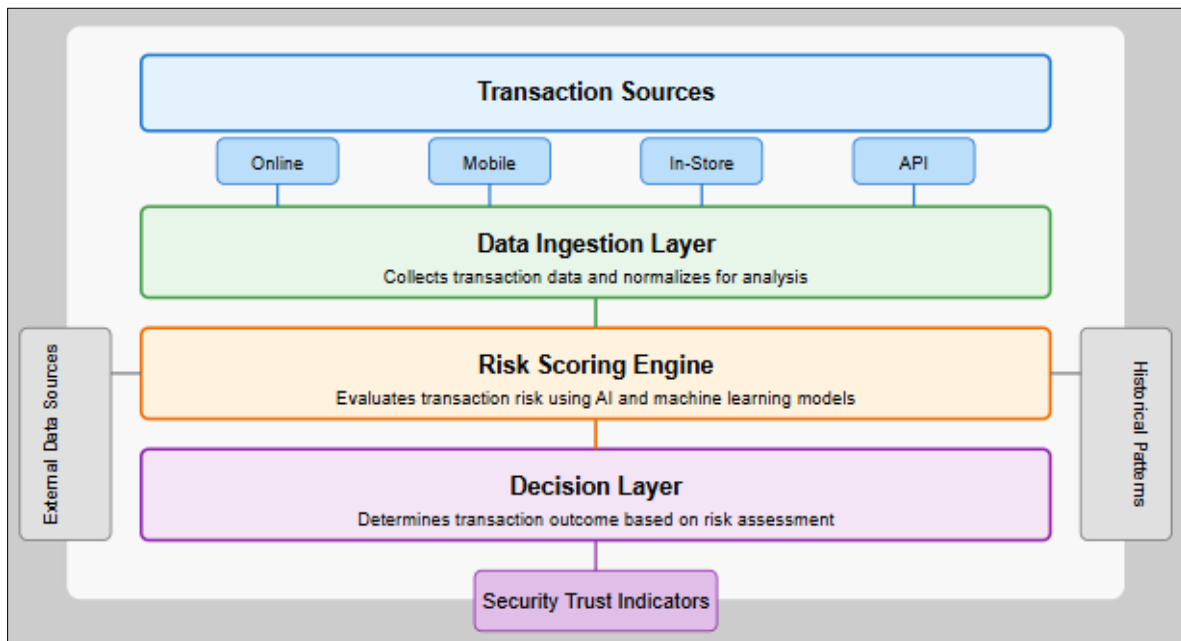 Transaction Sources
Online
Mobile
In-Store
API
Data Ingestion Layer
Collects transaction data and normalizes for analysis
External Data Sources
Risk Scoring Engine
Evaluates transaction risk using AI and machine learning models
Historical Patterns
Decision Layer
Determines transaction outcome based on risk assessment
Security Trust Indicators